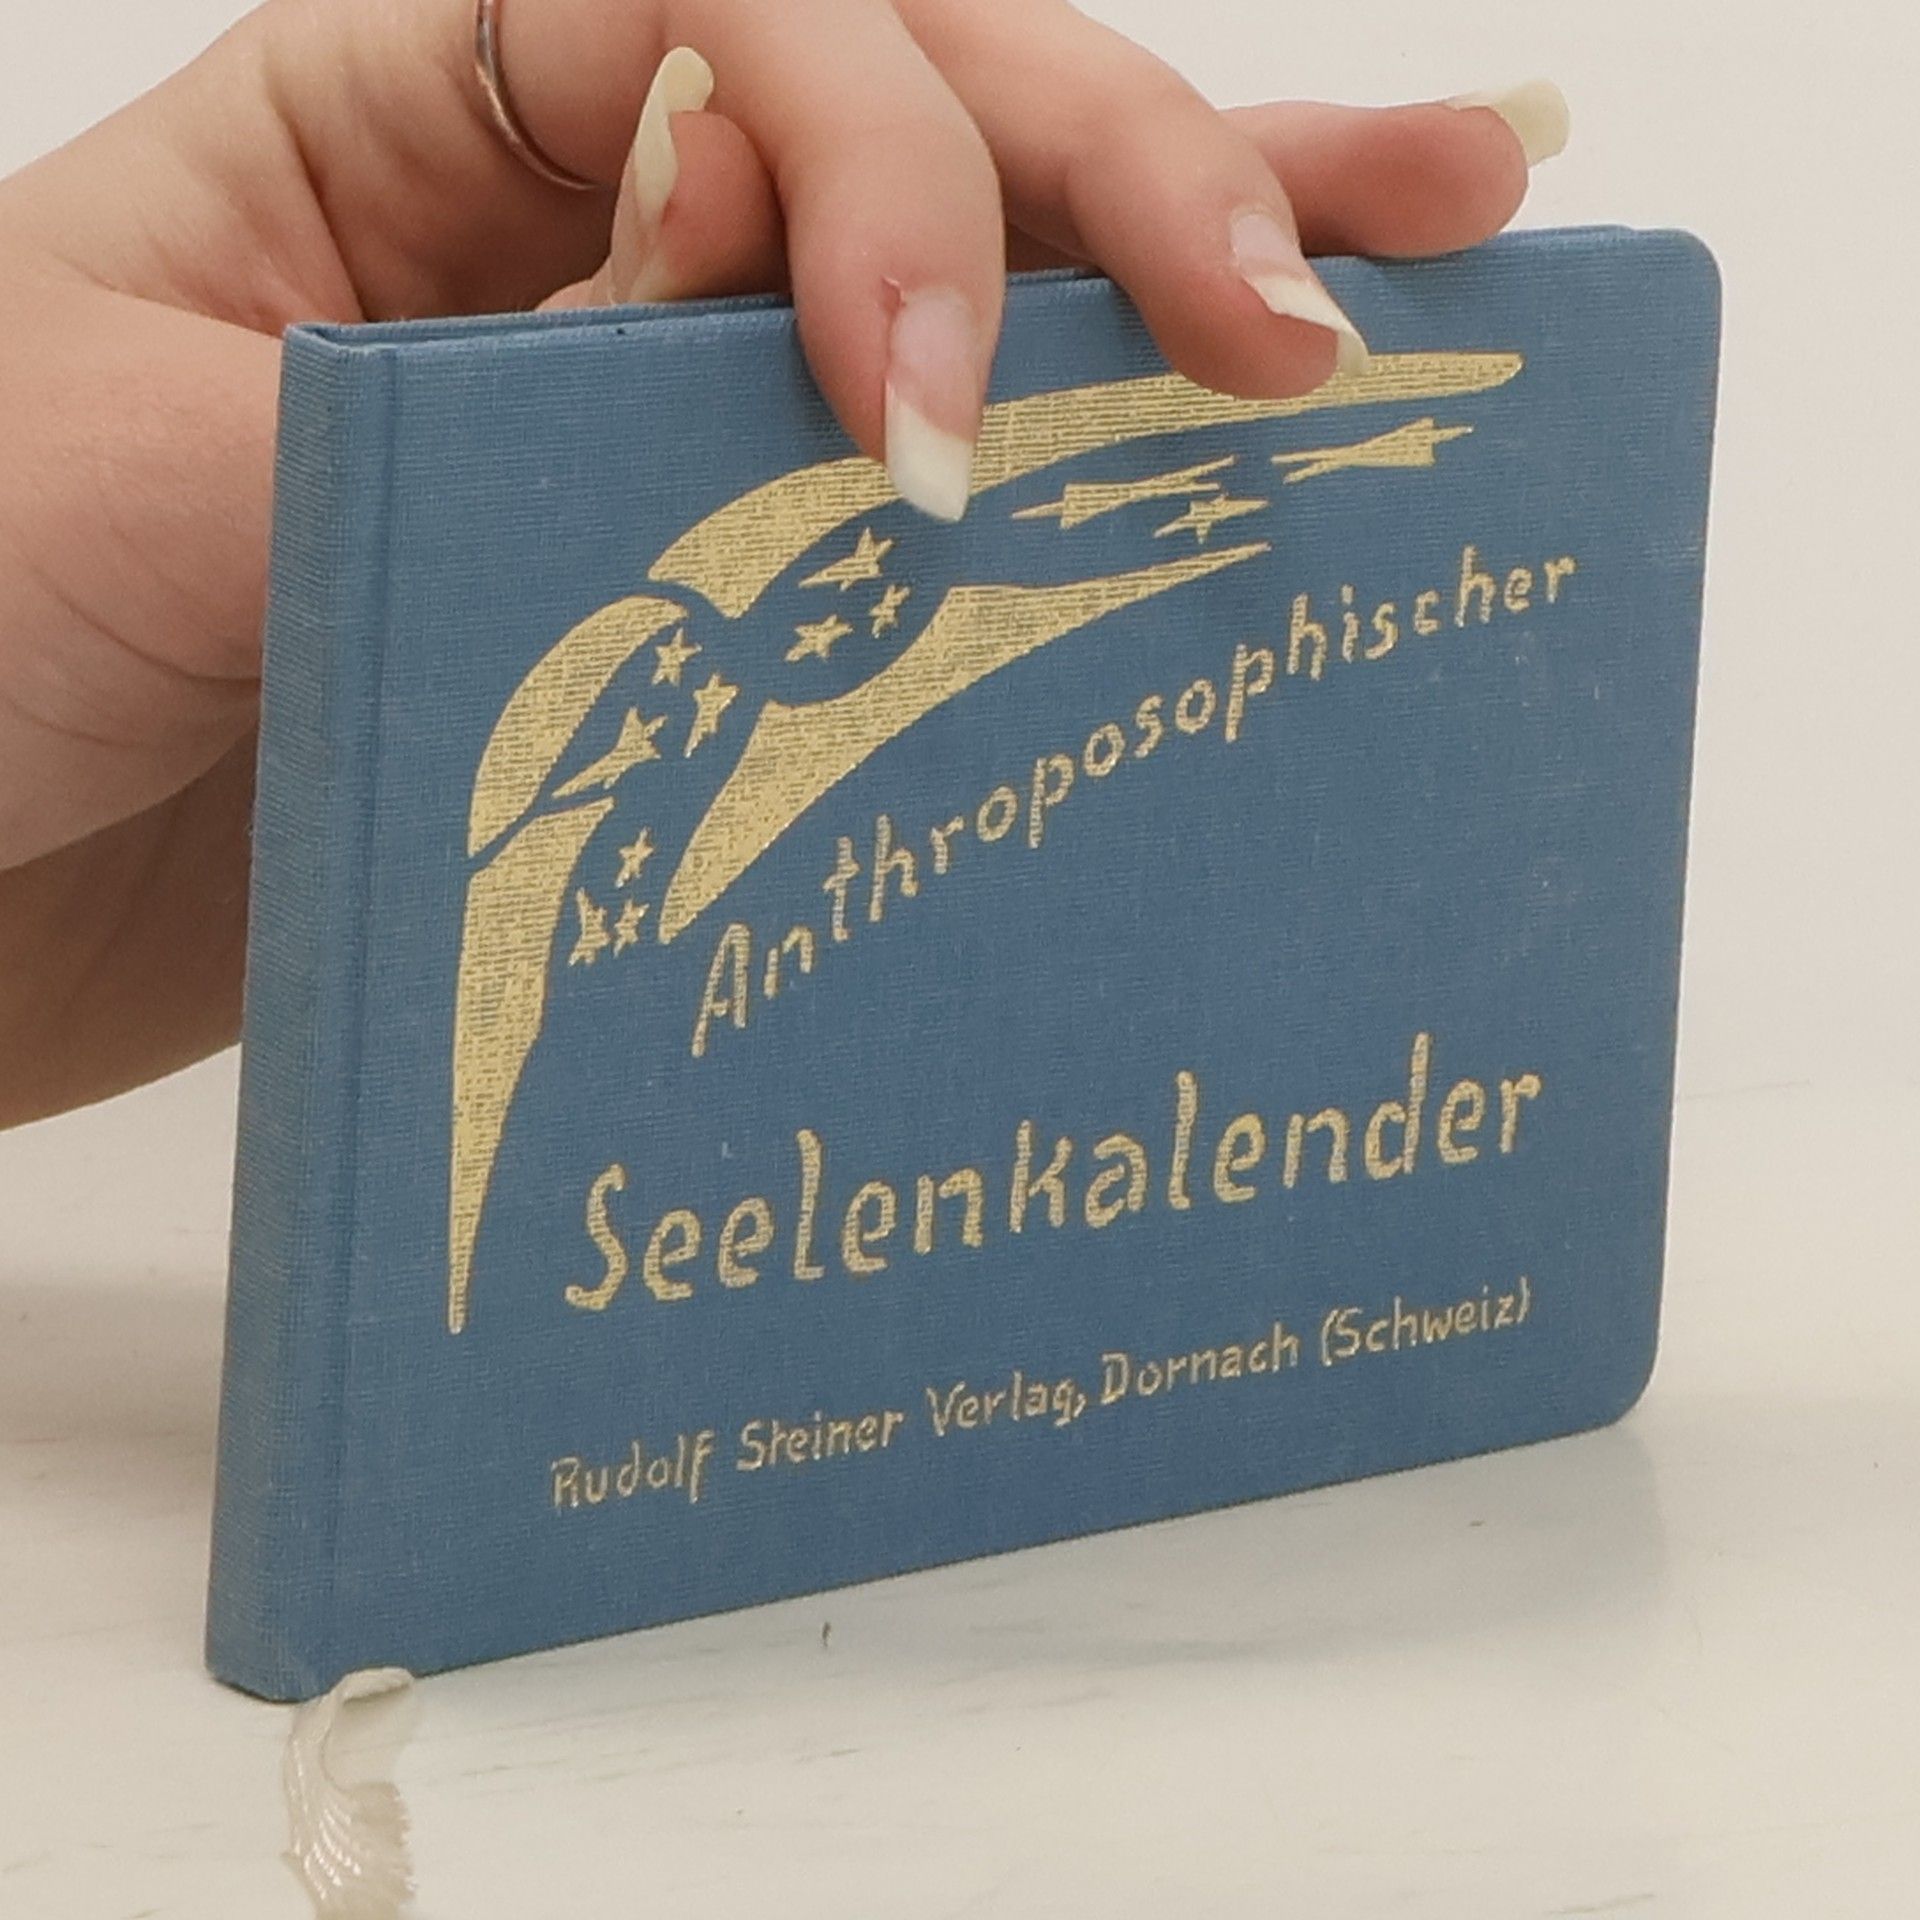 Anthroposophischer
Seelenkalender
Rudolf Steiner Verlag, Dornach (Schweiz)